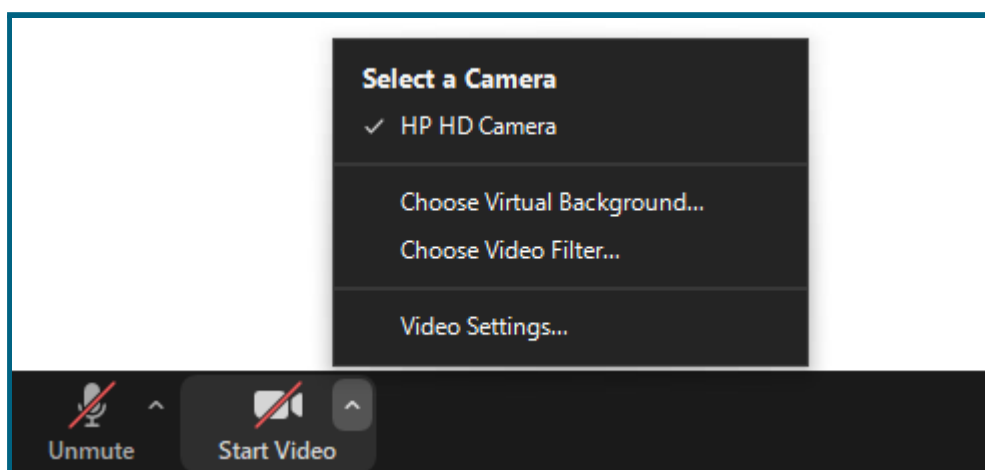 Select a Camera
HP HD Camera
Choose Virtual Background...
Choose Video Filter...
Video Settings...
Unmute
Start Video